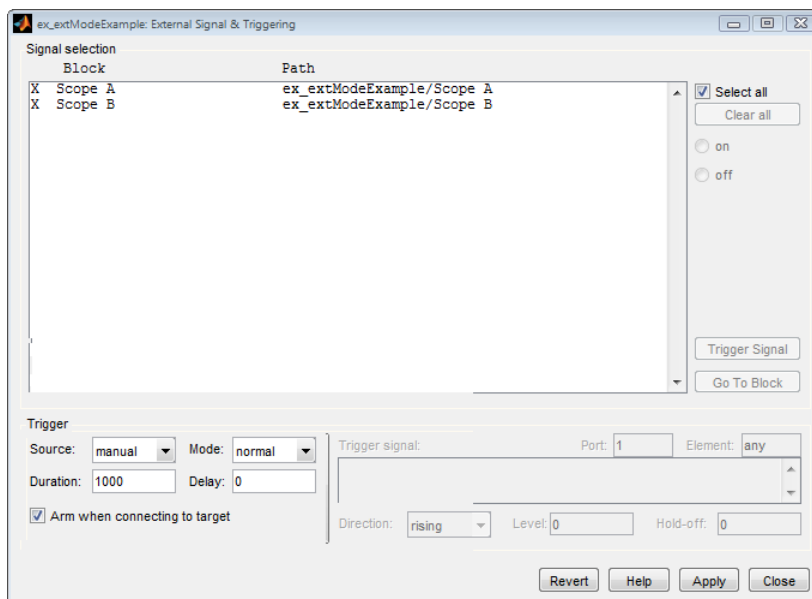 ex_extModeExample: External Signal & Triggering
Signal selection
Block Path
X Scope A ex_extModeExample/Scope A
X Scope B ex_extModeExample/Scope B
Select all
Clear all
on
off
Trigger Signal
Go To Block
Trigger
Source: manual Mode: normal
Duration: 1000 Delay: 0
Arm when connecting to target
Trigger signal: Port: 1 Element: any
Direction: rising Level: 0 Hold-off: 0
Revert Help Apply Close